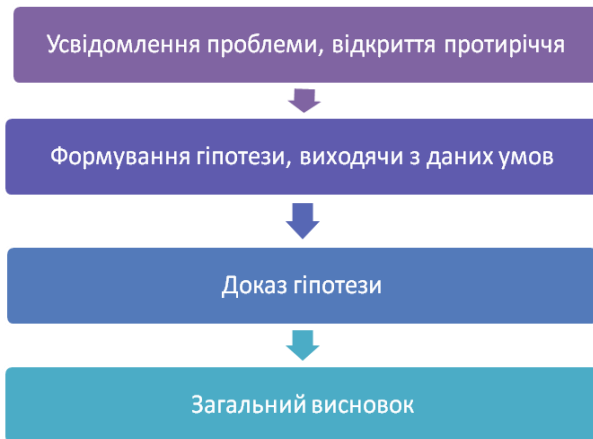 Усвідомлення проблеми, відкриття протиріччя
Формування гіпотези, виходячи з даних умов
Доказ гіпотези
Загальний висновок